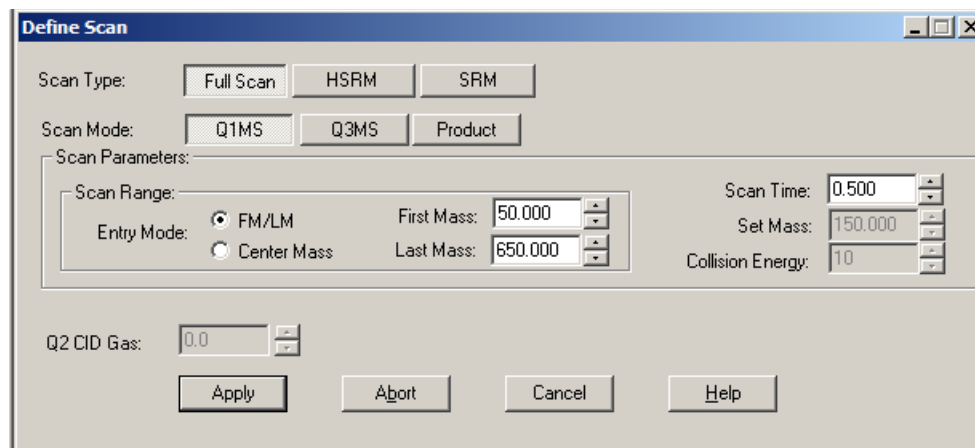 Define Scan
Scan Type: Full Scan HSRM SRM
Scan Mode: Q1MS Q3MS Product
Scan Parameters:
Scan Range:
Entry Mode: FM/LM
Center Mass
First Mass: 50.000
Last Mass: 650.000
Scan Time: 0.500
Set Mass: 150.000
Collision Energy: 10
Q2 CID Gas: 0.0
Apply Abort Cancel Help